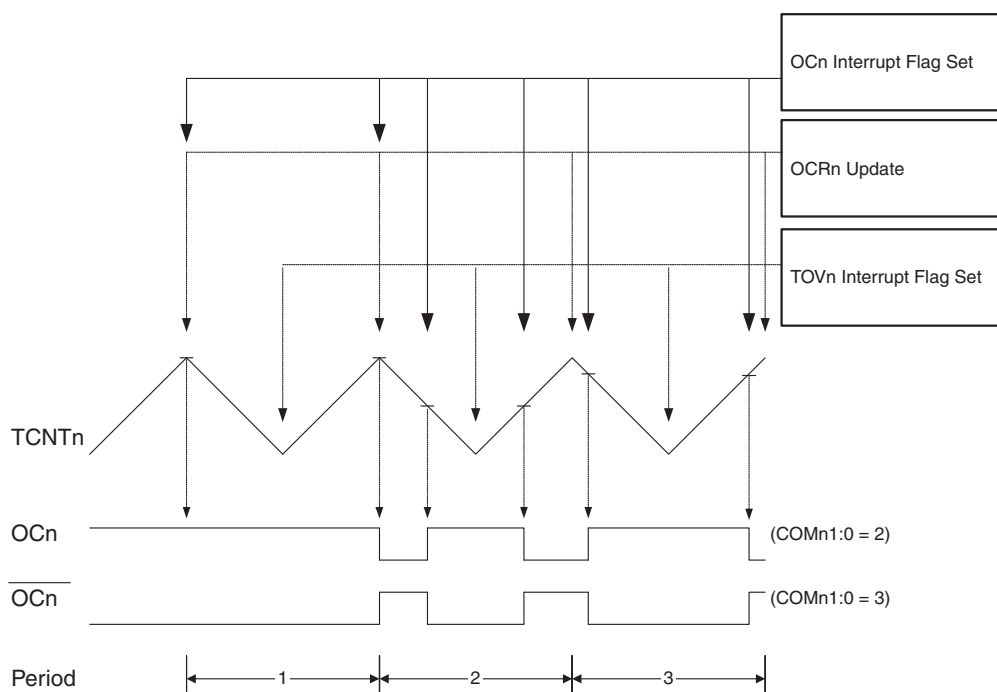 OCn Interrupt Flag Set
OCRn Update
TOVn Interrupt Flag Set
TCNTn
OCn
(COMn1:0 = 2)
OCn
(COMn1:0 = 3)
Period
1
2
3